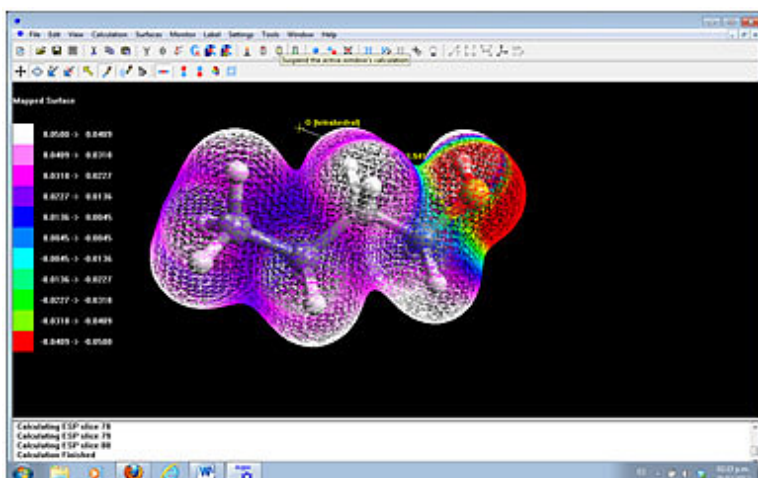 File Edit View Calculation Surfaces Monitor Label Settings Tools Window Help
Suspend the active window's calculation
Mapped Surface
O (tetrahedral)
0.0500 -> 0.0409
0.0409 -> 0.0318
0.0318 -> 0.0227
0.0227 -> 0.0136
0.0136 -> 0.0045
0.0045 -> -0.0045
-0.0045 -> -0.0136
-0.0136 -> -0.0227
-0.0227 -> -0.0318
-0.0318 -> -0.0409
-0.0409 -> -0.0500
Calculating ESP slice 78
Calculating ESP slice 79
Calculating ESP slice 80
Calculation Finished
ES